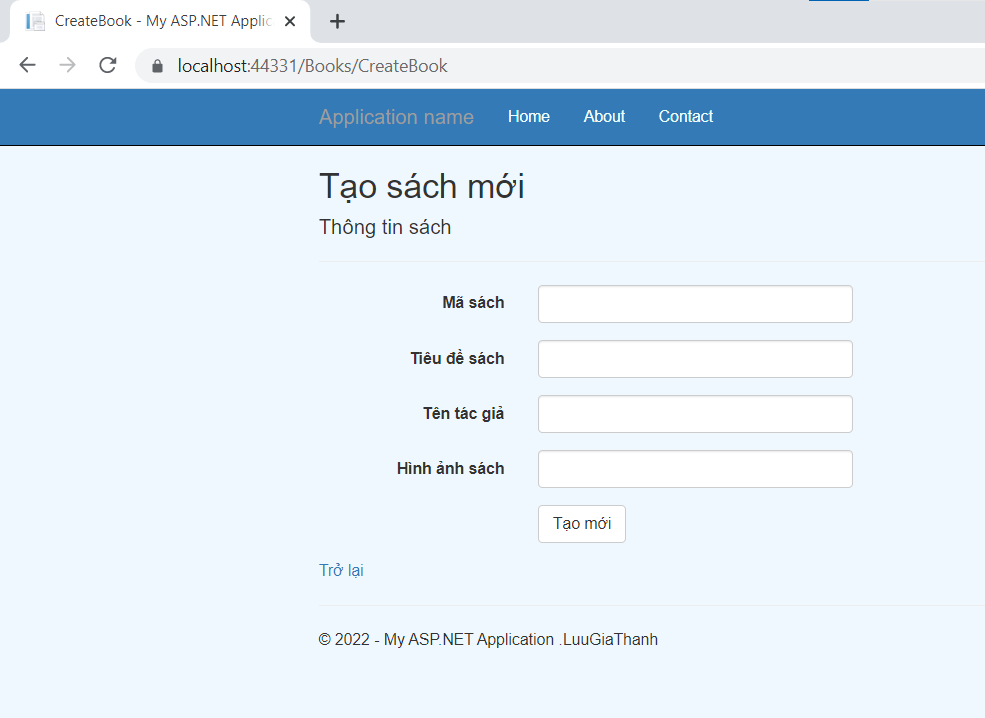 CreateBook - My ASP.NET Applic
localhost:44331/Books/CreateBook
Application name Home About Contact
Tạo sách mới
Thông tin sách
Mã sách
Tiêu đề sách
Tên tác giả
Hình ảnh sách
Tạo mới
Trở lại
© 2022 - My ASP.NET Application .LuuGiaThanh